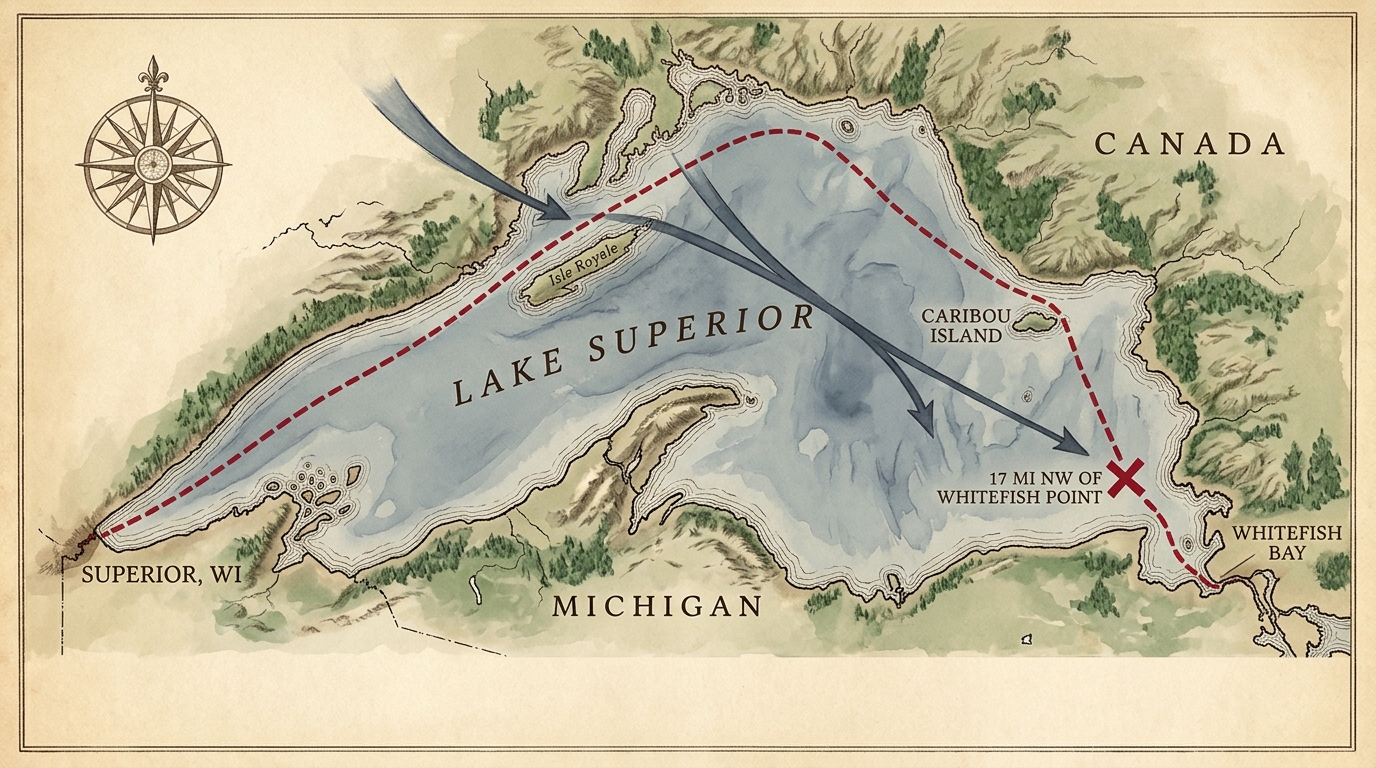 CANADA
Isle Royale
LAKE SUPERIOR
CARIBOU
ISLAND
17 MI NW OF
WHITEFISH POINT
WHITEFISH
BAY
SUPERIOR, WI
MICHIGAN